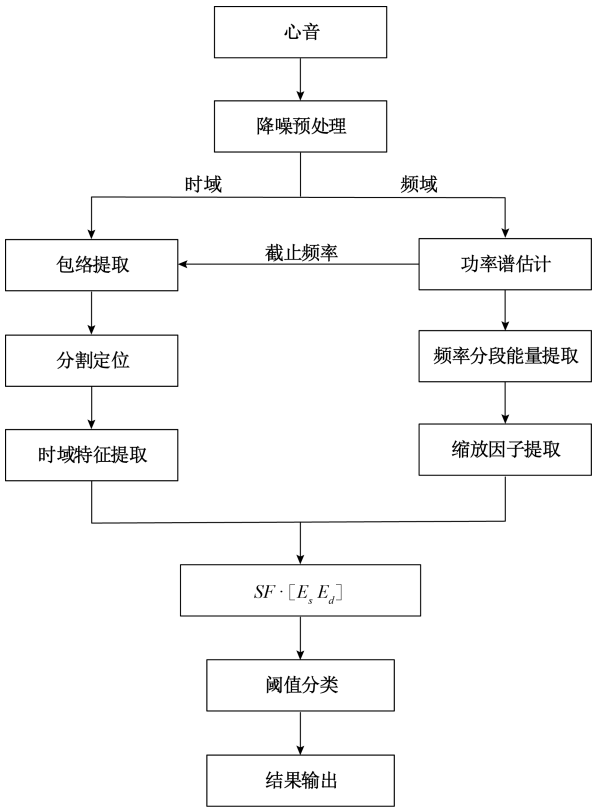 心音
降噪预处理
时域
频域
包络提取
截止频率
功率谱估计
分割定位
频率分段能量提取
时域特征提取
缩放因子提取
SF·[E_s E_d]
阈值分类
结果输出